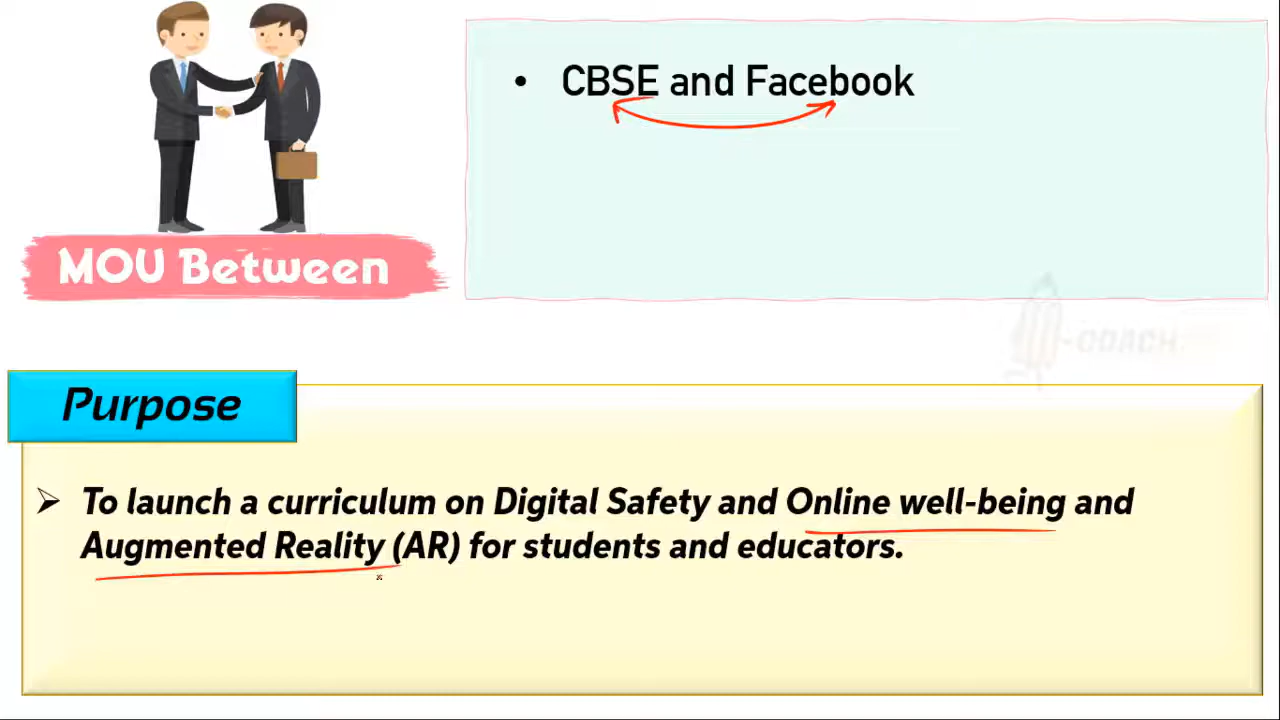 • CBSE and Facebook
MOU Between
-COACH
Purpose
➢ To launch a curriculum on Digital Safety and Online well-being and
Augmented Reality (AR) for students and educators.